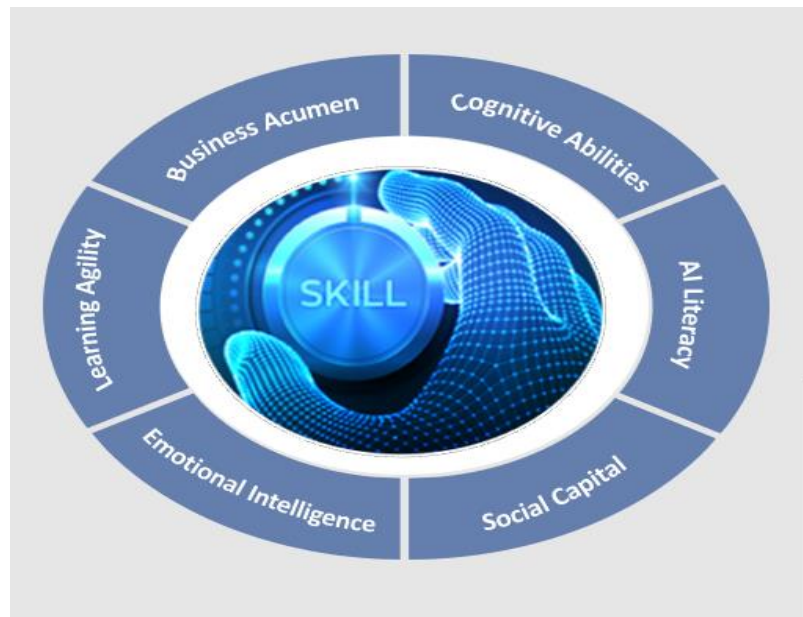 Business Acumen
Cognitive Abilities
Learning Agility
SKILL
AI Literacy
Emotional Intelligence
Social Capital